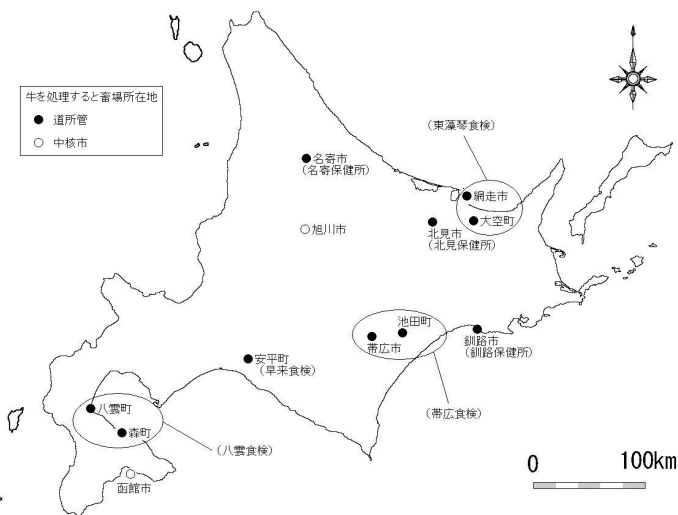 牛を処理すると畜場所在地
● 道所管
○ 中核市
(東藻琴食検)
名寄市
(名寄保健所)
網走市
大空町
北見市
(北見保健所)
旭川市
池田町
帯広市
釧路市
(釧路保健所)
安平町
(早来食検)
(帯広食検)
八雲町
森町
(八雲食検)
函館市
0 100km